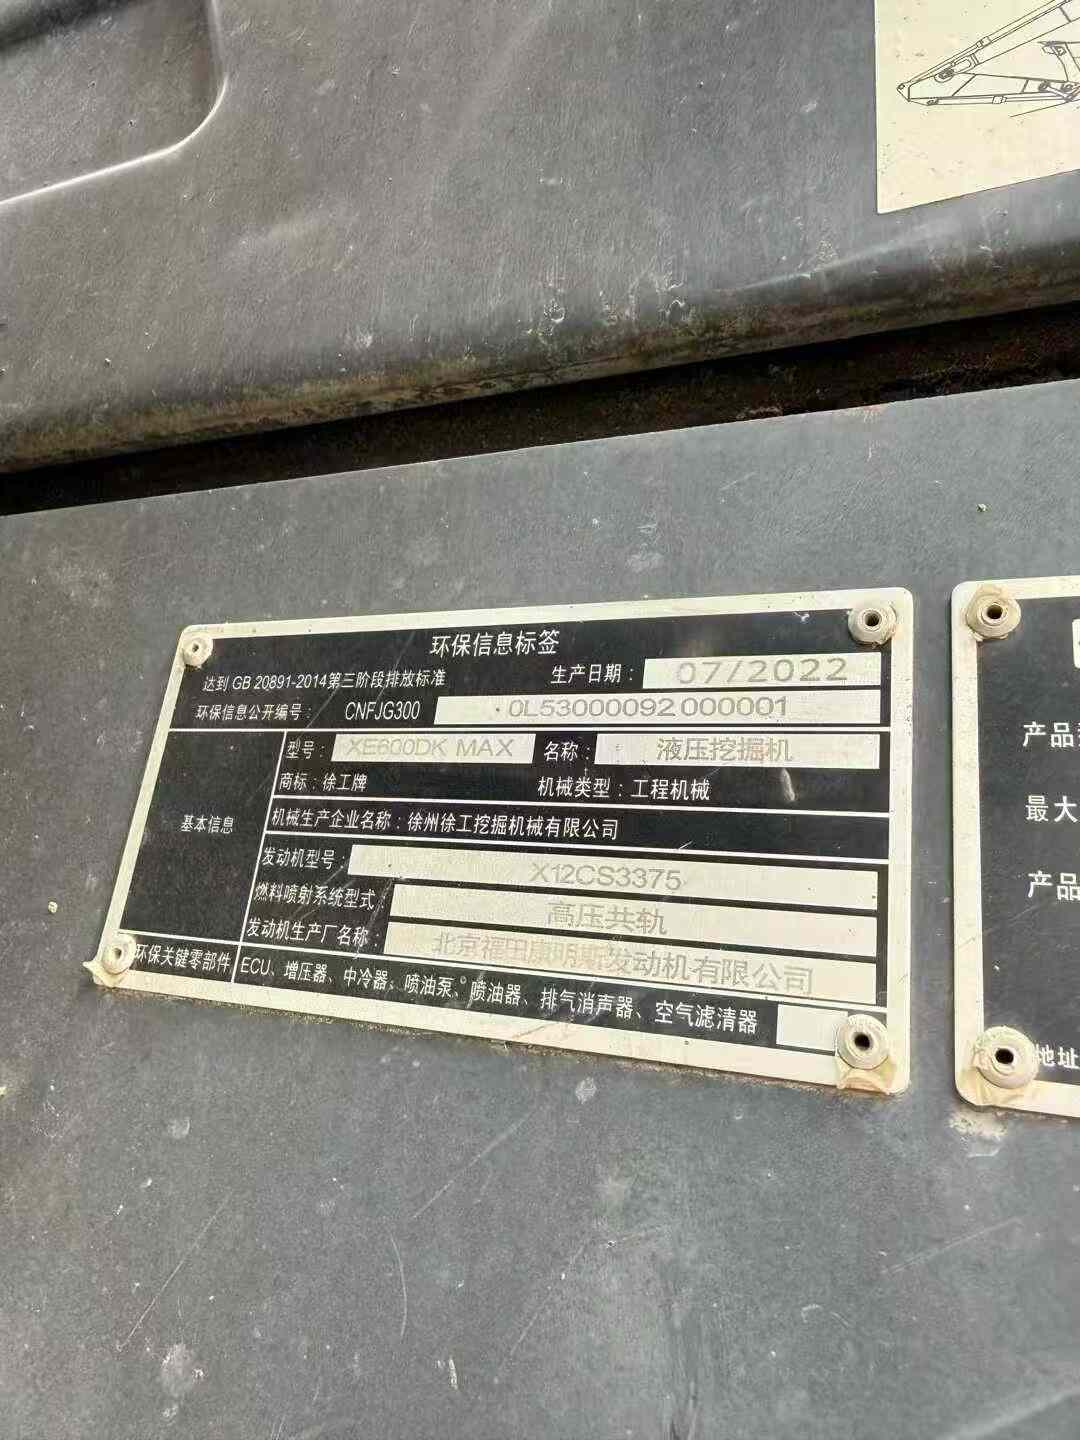 环保信息标签
达到 GB 20891-2014第三阶段排放标准 生产日期： 07/2022
环保信息公开编号： CNFJG300 0L53000092000001
基本信息
型号： XE600DK MAX 名称： 液压挖掘机
商标：徐工牌 机械类型：工程机械
机械生产企业名称：徐州徐工挖掘机械有限公司
发动机型号： X12CS3375
燃料喷射系统型式： 高压共轨
发动机生产厂名称： 北京福田康明斯发动机有限公司
环保关键零部件 ECU、增压器、中冷器、喷油泵、喷油器、排气消声器、空气滤清器
产品
最大
产品
地址